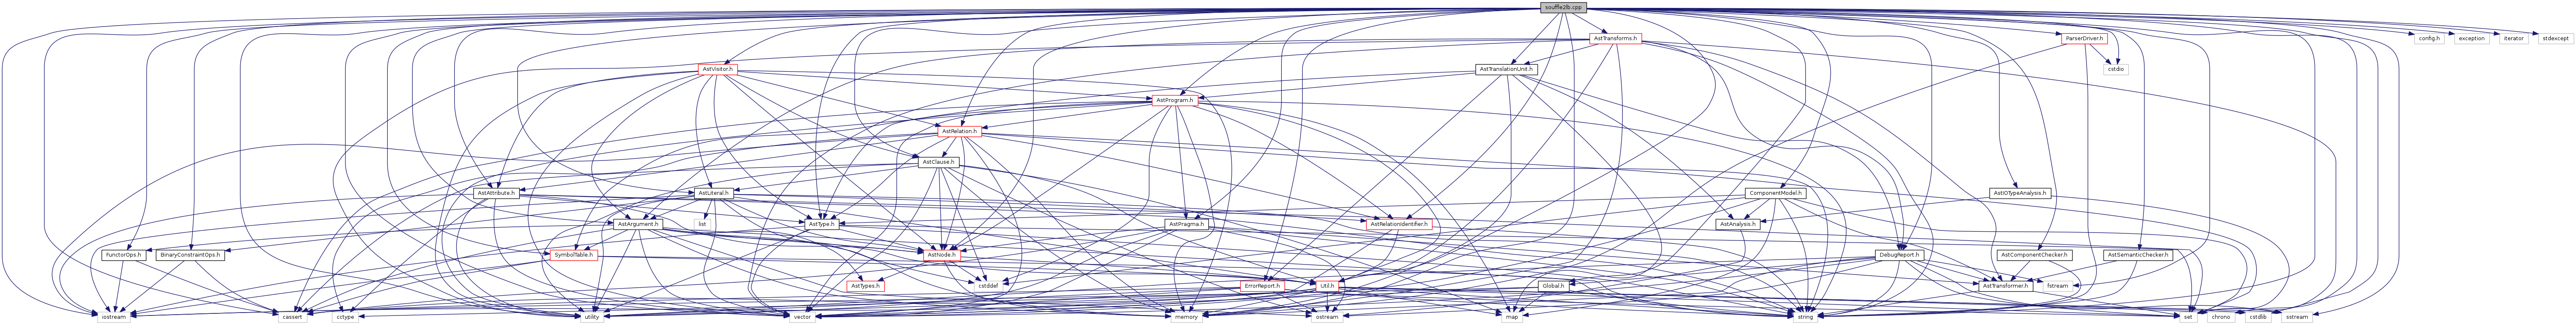 souffle2lb.cpp
AstTransforms.h
ParserDriver.h
config.h
exception
iterator
stdexcept
AstVisitor.h
AstTranslationUnit.h
cstdio
AstProgram.h
AstRelation.h
AstClause.h
AstAttribute.h
AstLiteral.h
ComponentModel.h
AstIOTypeAnalysis.h
list
AstArgument.h
AstType.h
AstPragma.h
AstRelationIdentifier.h
AstAnalysis.h
FunctorOps.h
BinaryConstraintOps.h
SymbolTable.h
AstNode.h
DebugReport.h
AstComponentChecker.h
AstSemanticChecker.h
AstTypes.h
cstddef
ErrorReport.h
Util.h
Global.h
fstream
AstTransformer.h
iostream
cassert
cctype
utility
vector
memory
ostream
map
string
set
chrono
cstdlib
sstream